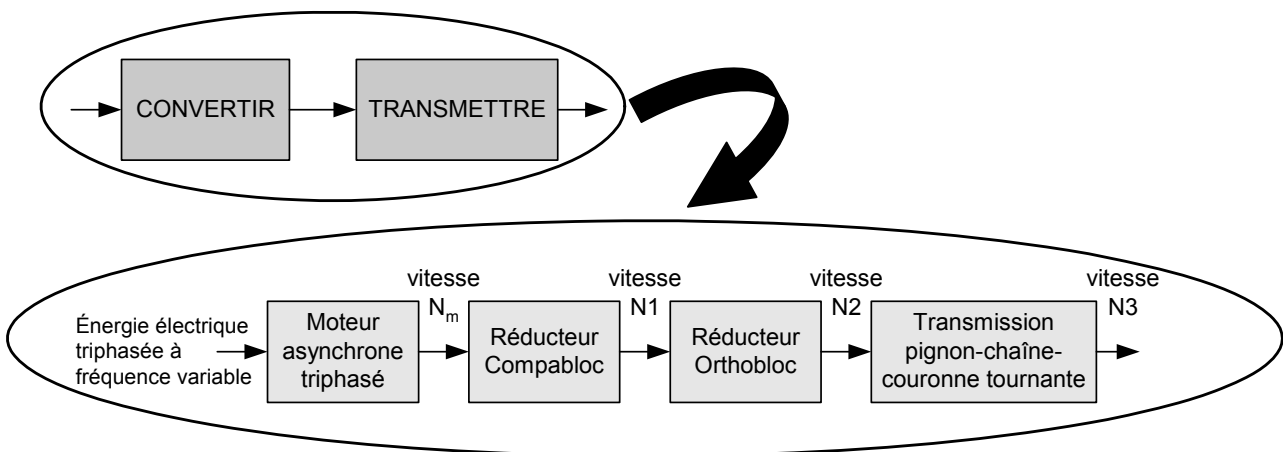 CONVERTIR
TRANSMETTRE
Énergie électrique
triphasée à
fréquence variable
Moteur
asynchrone
triphasé
vitesse
Nm
Réducteur
Compabloc
vitesse
N1
Réducteur
Orthobloc
vitesse
N2
Transmission
pignon-chaîne-
couronne tournante
vitesse
N3